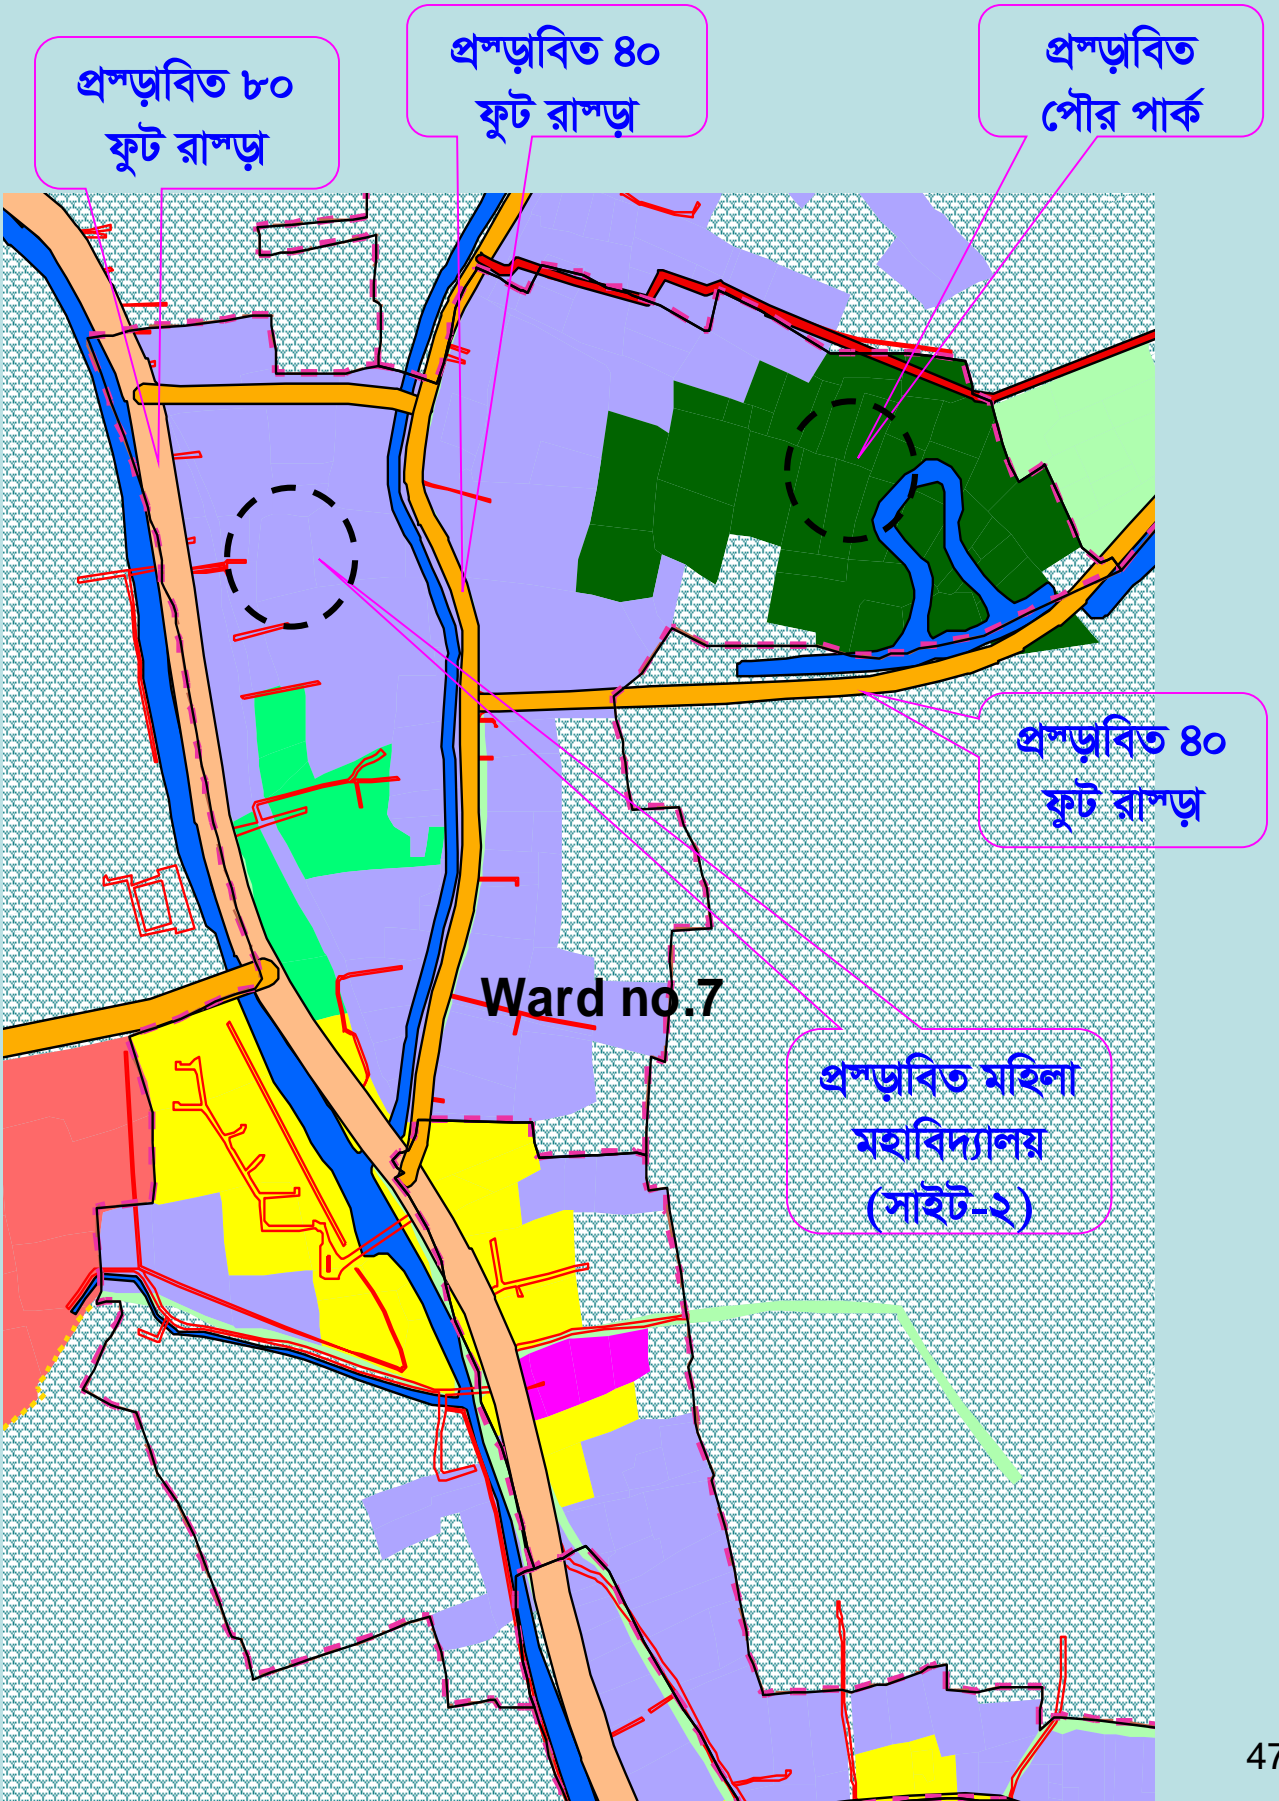 প্রস্ড়াবিত ৮০
ফুট রাস্ড়া
প্রস্ড়াবিত ৪০
ফুট রাস্ড়া
প্রস্ড়াবিত
পৌর পার্ক
প্রস্ড়াবিত ৪০
ফুট রাস্ড়া
Ward no.7
প্রস্ড়াবিত মহিলা
মহাবিদ্যালয়
(সাইট-২)
47